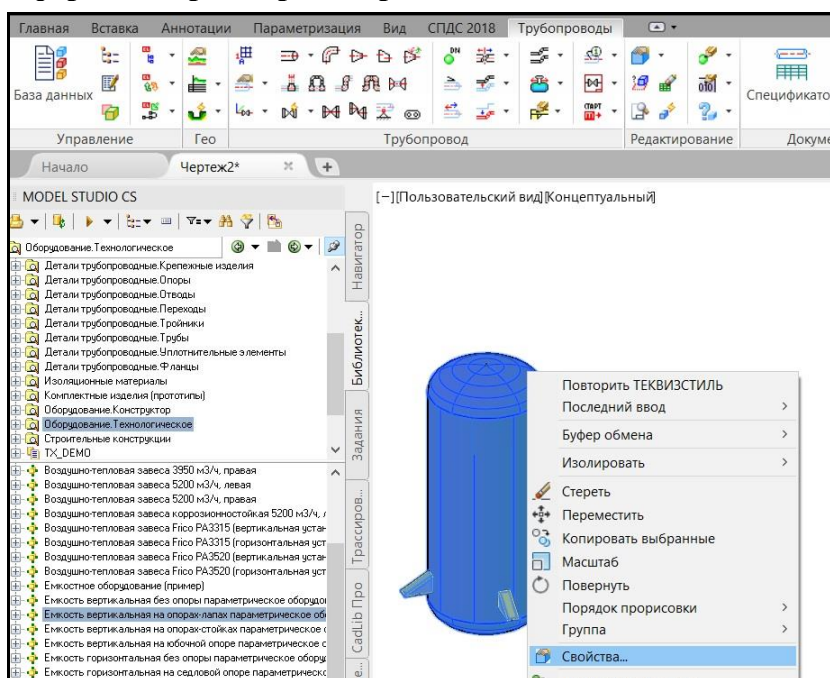 Главная Вставка Аннотации Параметризация Вид СПДС 2018 Трубопроводы
База данных
Спецификато
Управление Гео Трубопровод Редактирование Докуме
Начало Чертеж2*
MODEL STUDIO CS
[−][Пользовательский вид][Концептуальный]
Оборудование.Технологическое
Детали трубопроводные.Крепежные изделия
Детали трубопроводные.Опоры
Детали трубопроводные.Отводы
Детали трубопроводные.Переходы
Детали трубопроводные.Тройники
Детали трубопроводные.Трубы
Детали трубопроводные.Уплотнительные элементы
Детали трубопроводные.Фланцы
Изоляционные материалы
Комплектные изделия (прототипы)
Оборудование.Конструктор
Оборудование.Технологическое
Строительные конструкции
TX_DEMO
Воздушно-тепловая завеса 3950 м3/ч, правая
Воздушно-тепловая завеса 5200 м3/ч, левая
Воздушно-тепловая завеса 5200 м3/ч, правая
Воздушно-тепловая завеса коррозионностойкая 5200 м3/ч, л
Воздушно-тепловая завеса Frico PA3315 (вертикальная устан
Воздушно-тепловая завеса Frico PA3315 (горизонтальная уст
Воздушно-тепловая завеса Frico PA3520 (вертикальная устан
Воздушно-тепловая завеса Frico PA3520 (горизонтальная уст
Емкостное оборудование (пример)
Емкость вертикальная без опоры параметрическое оборудо
Емкость вертикальная на опорах-лапах параметрическое об
Емкость вертикальная на опорах-стойках параметрическое
Емкость вертикальная на юбочной опоре параметрическое
Емкость горизонтальная без опоры параметрическое обору
Емкость горизонтальная на седловой опоре параметрическ
Навигатор
Библиотек...
Задания
Трассиров...
CadLib Про
Повторить ТЕКВИЗСТИЛЬ
Последний ввод
Буфер обмена
Изолировать
Стереть
Переместить
Копировать выбранные
Масштаб
Повернуть
Порядок прорисовки
Группа
Свойства...